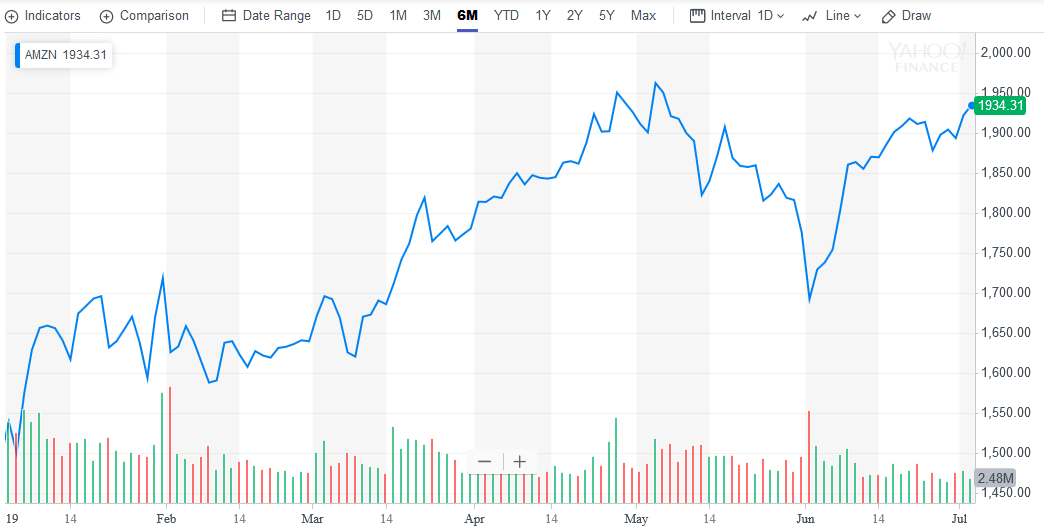 Indicators Comparison Date Range 1D 5D 1M 3M 6M YTD 1Y 2Y 5Y Max Interval 1D Line Draw
AMZN 1934.31
YAHOO!
FINANCE
2,000.00
1,950.00
1934.31
1,900.00
1,850.00
1,800.00
1,750.00
1,700.00
1,650.00
1,600.00
1,550.00
1,500.00
2.48M
1,450.00
19 14 Feb 14 Mar 14 Apr 14 May 14 Jun 14 Jul